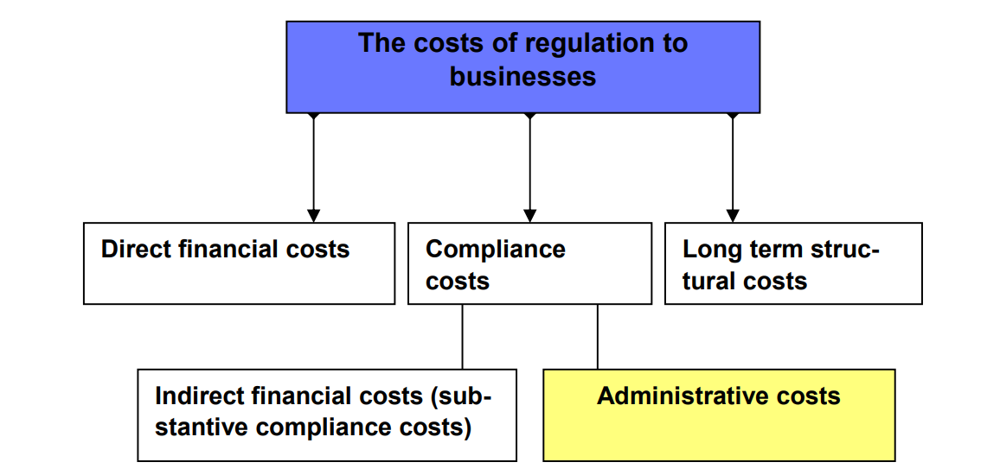 The costs of regulation to
businesses
Direct financial costs
Compliance
costs
Long term struc-
tural costs
Indirect financial costs (sub-
stantive compliance costs)
Administrative costs